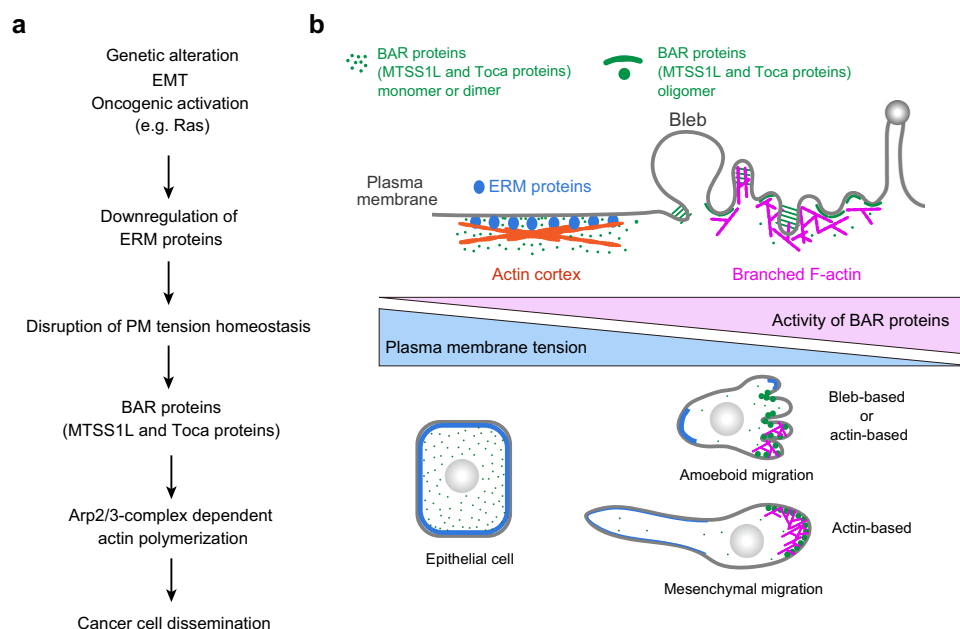 a
Genetic alteration
EMT
Oncogenic activation
(e.g. Ras)
Downregulation of
ERM proteins
Disruption of PM tension homeostasis
BAR proteins
(MTSS1L and Toca proteins)
Arp2/3-complex dependent
actin polymerization
Cancer cell dissemination
b
BAR proteins
(MTSS1L and Toca proteins)
monomer or dimer
BAR proteins
(MTSS1L and Toca proteins)
oligomer
Bleb
Plasma
membrane
ERM proteins
Actin cortex
Branched F-actin
Activity of BAR proteins
Plasma membrane tension
Bleb-based
or
actin-based
Amoeboid migration
Actin-based
Epithelial cell
Mesenchymal migration